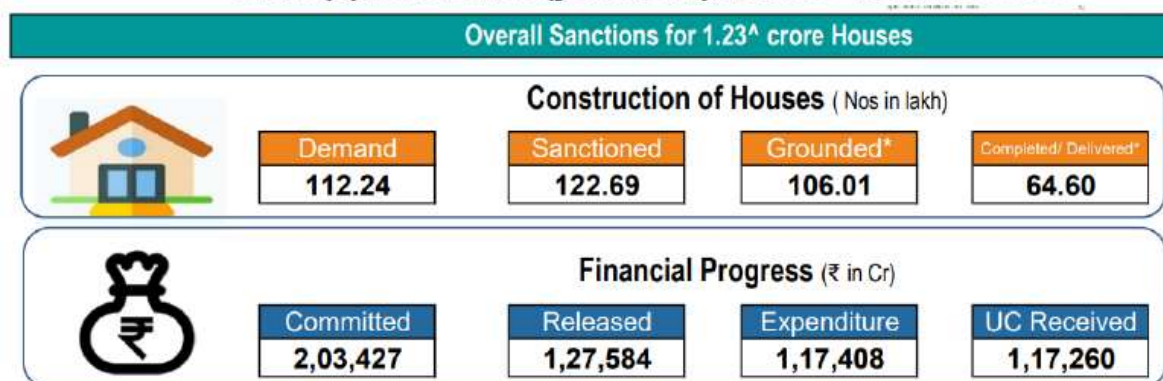 Overall Sanctions for 1.23^ crore Houses
Construction of Houses ( Nos in lakh)
Demand Sanctioned Grounded* Completed/ Delivered*
112.24 122.69 106.01 64.60
₹
Financial Progress (₹ in Cr)
Committed Released Expenditure UC Received
2,03,427 1,27,584 1,17,408 1,17,260